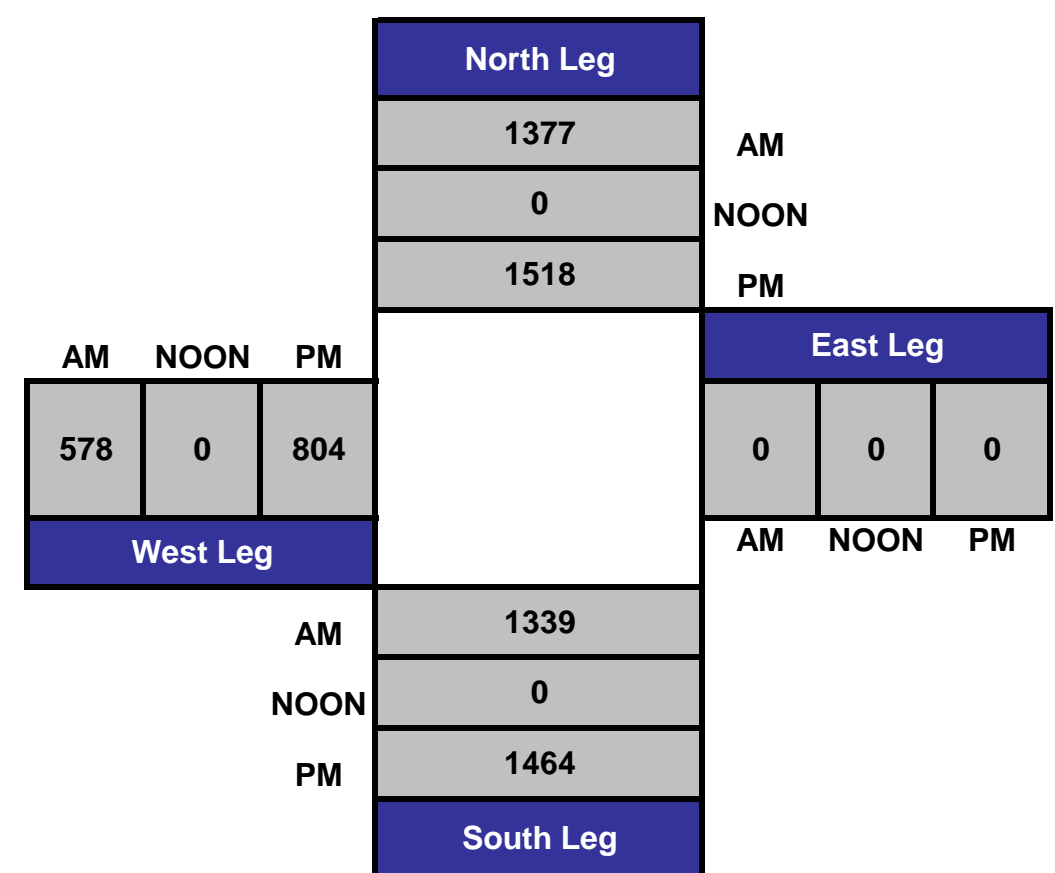 North Leg
1377 AM
0 NOON
1518 PM
East Leg
AM NOON PM
578 0 804
0 0 0
West Leg
AM NOON PM
AM 1339
NOON 0
PM 1464
South Leg